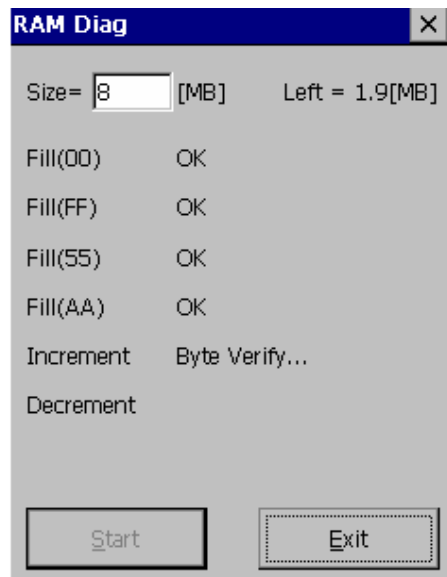 RAM Diag
Size= 8 [MB] Left = 1.9[MB]
Fill(00) OK
Fill(FF) OK
Fill(55) OK
Fill(AA) OK
Increment Byte Verify...
Decrement
Start Exit